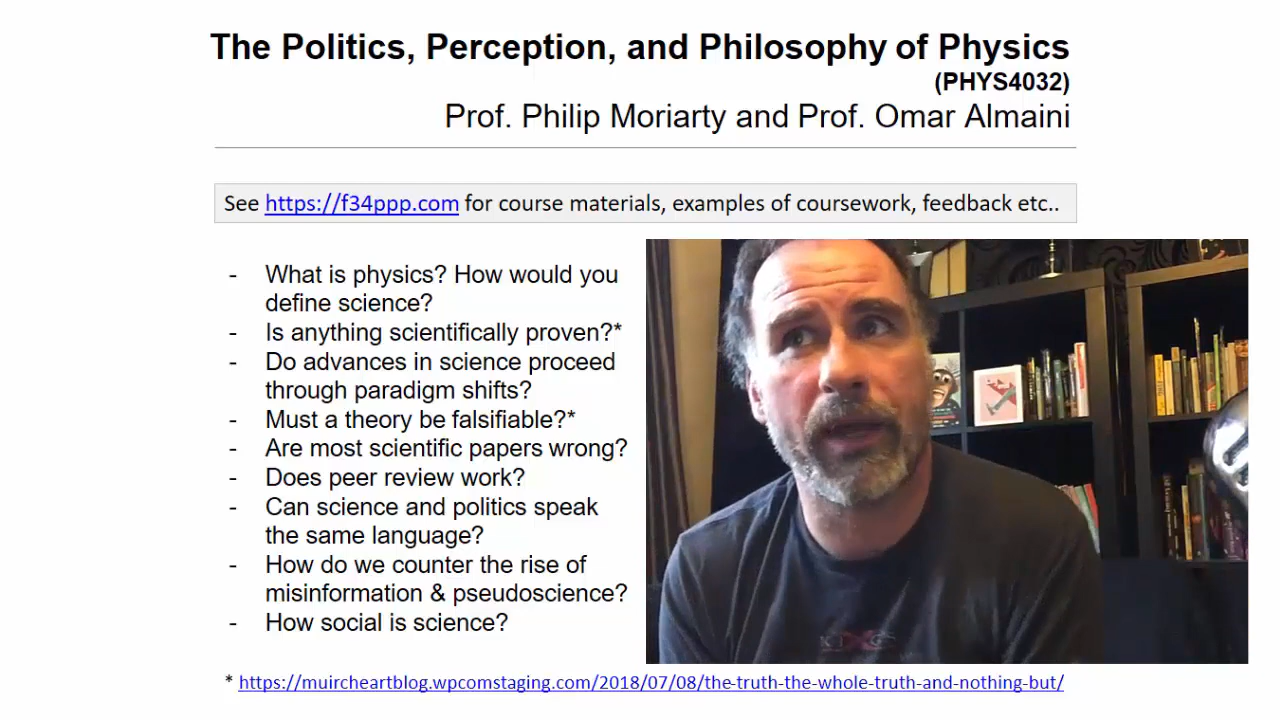 The Politics, Perception, and Philosophy of Physics
(PHYS4032)
Prof. Philip Moriarty and Prof. Omar Almaini
See https://f34ppp.com for course materials, examples of coursework, feedback etc..
- What is physics? How would you
define science?
- Is anything scientifically proven?*
- Do advances in science proceed
through paradigm shifts?
- Must a theory be falsifiable?*
- Are most scientific papers wrong?
- Does peer review work?
- Can science and politics speak
the same language?
- How do we counter the rise of
misinformation & pseudoscience?
- How social is science?
* https://muircheartblog.wpcomstaging.com/2018/07/08/the-truth-the-whole-truth-and-nothing-but/